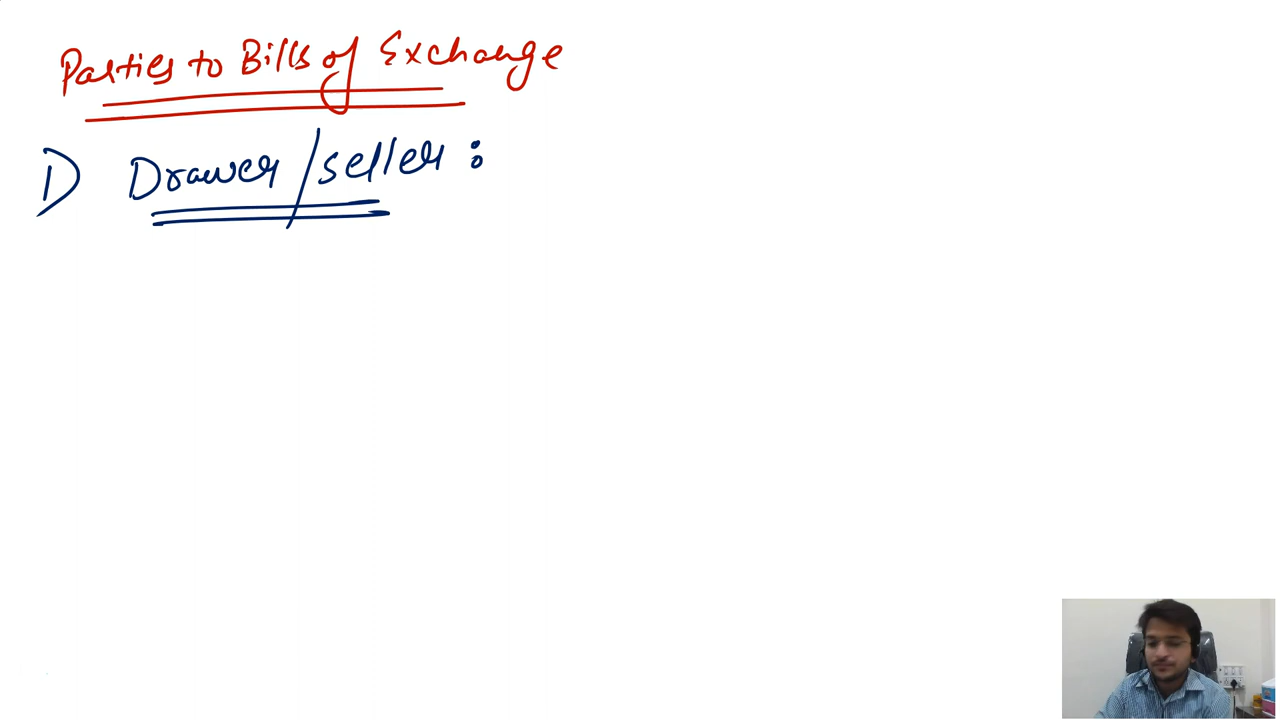 Parties to Bills of Exchange
1) Drawer/seller :